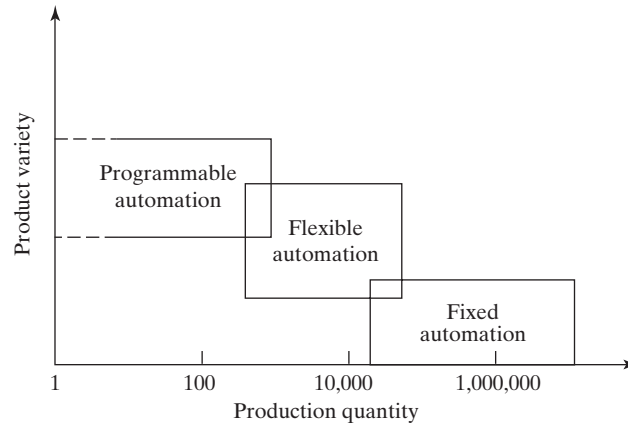 Product variety
Programmable
automation
Flexible
automation
Fixed
automation
1
100
10,000
1,000,000
Production quantity